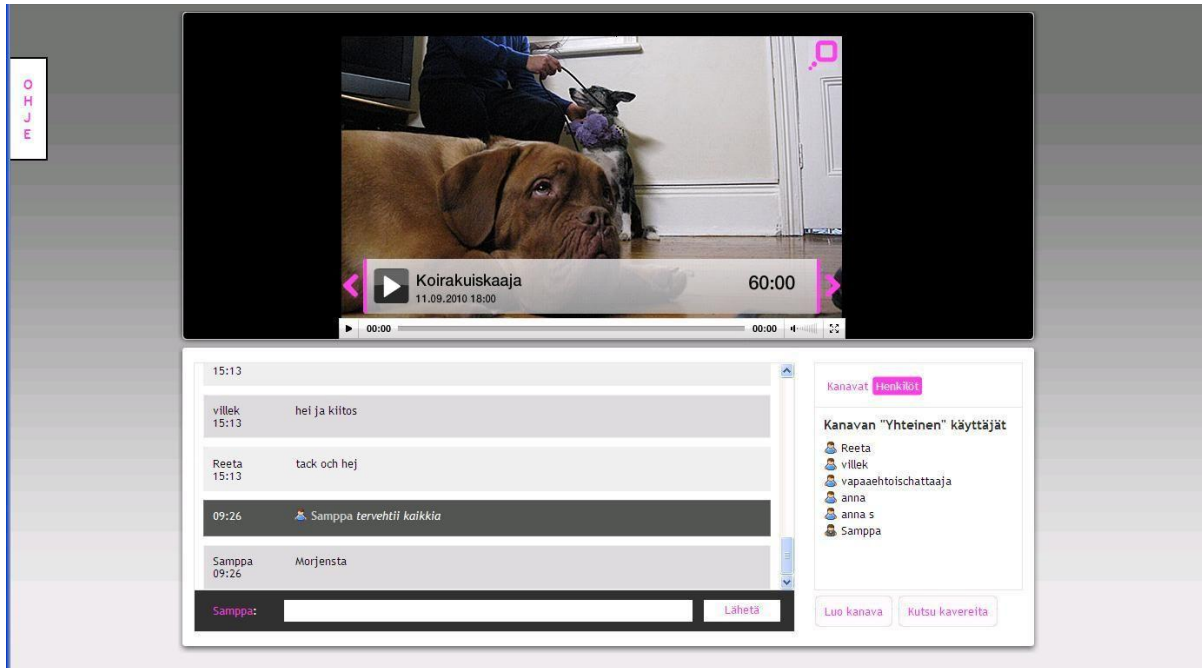 O
H
J
E
Koirakuiskaaja
60:00
11.09.2010 18:00
00:00
00:00
15:13
villek
hei ja kiitos
15:13
Reeta
tack och hej
15:13
09:26
Samppa tervehtii kaikkia
Samppa
Morjensta
09:26
Samppa:
Lähetä
Kanavat Henkilöt
Kanavan "Yhteinen" käyttäjät
Reeta
villek
vapaaehtoischattaaja
anna
anna s
Samppa
Luo kanava
Kutsu kavereita